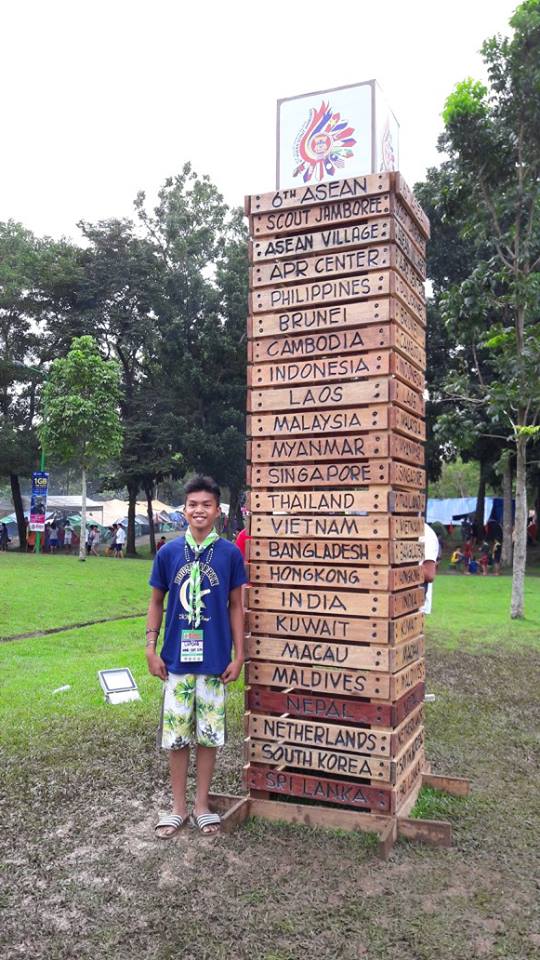 6TH ASEAN
SCOUT JAMBOREE
ASEAN VILLAGE
APR CENTER
PHILIPPINES
BRUNEI
CAMBODIA
INDONESIA
LAOS
MALAYSIA
MYANMAR
SINGAPORE
THAILAND
VIETNAM
BANGLADESH
HONGKONG
INDIA
KUWAIT
MACAU
MALDIVES
NEPAL
NETHERLANDS
SOUTH KOREA
SRI LANKA
1GB